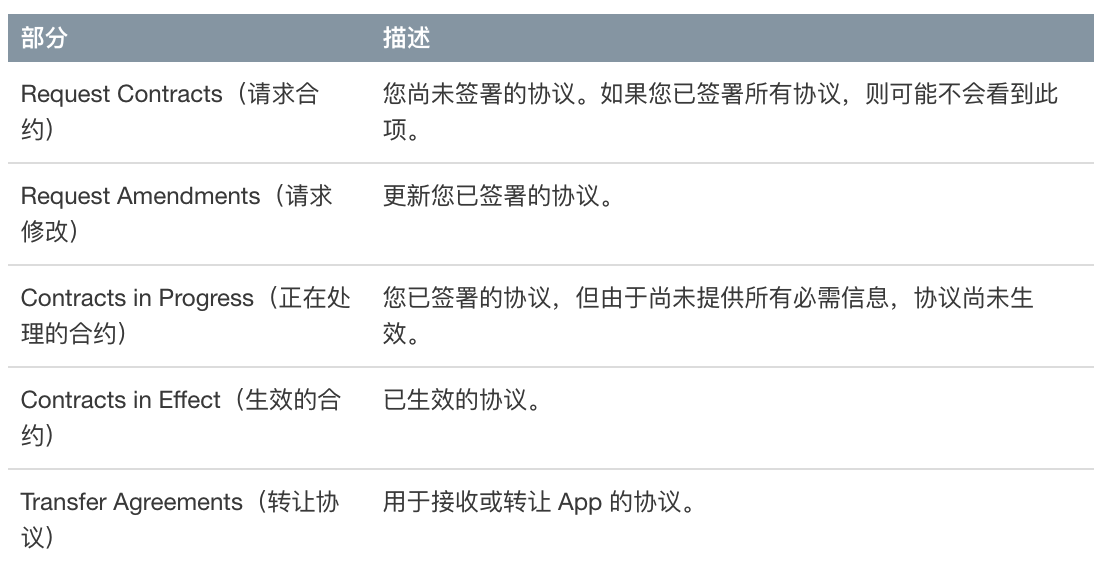 部分
描述
Request Contracts（请求合
约）
您尚未签署的协议。如果您已签署所有协议，则可能不会看到此
项。
Request Amendments（请求
修改）
更新您已签署的协议。
Contracts in Progress（正在处
理的合约）
您已签署的协议，但由于尚未提供所有必需信息，协议尚未生
效。
Contracts in Effect（生效的合
约）
已生效的协议。
Transfer Agreements（转让协
议）
用于接收或转让 App 的协议。